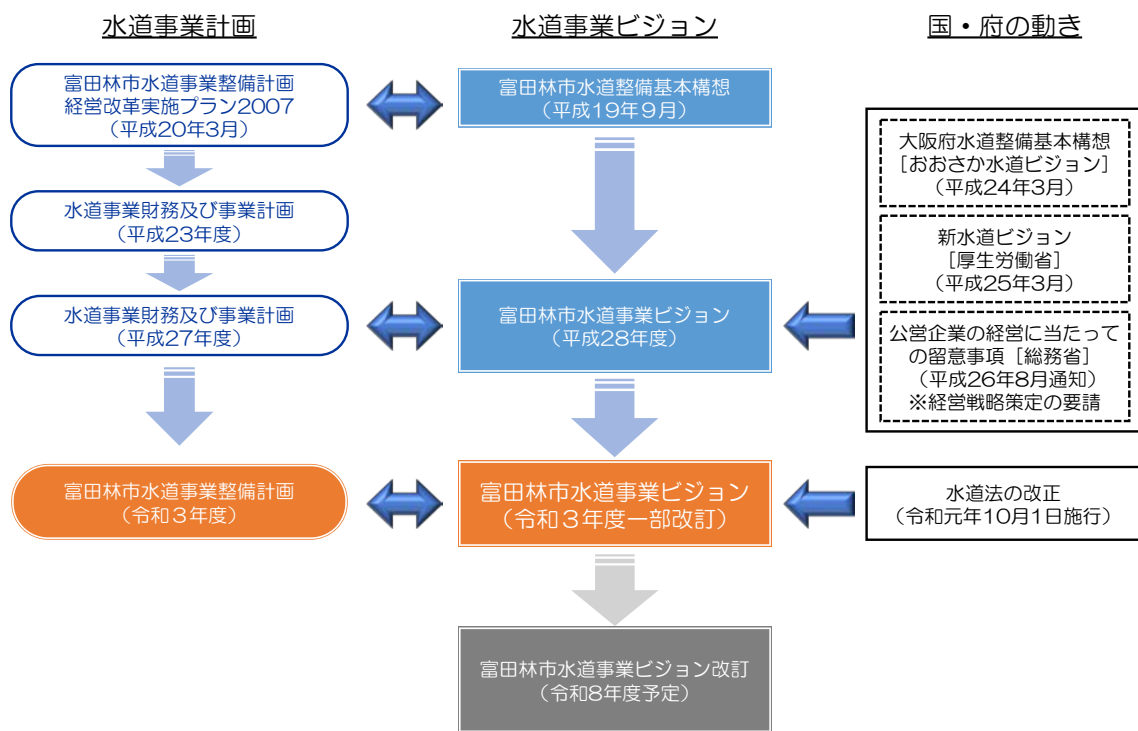 水道事業計画
水道事業ビジョン
国・府の動き
富田林市水道事業整備計画
経営改革実施プラン2007
(平成20年3月)
富田林市水道整備基本構想
(平成19年9月)
大阪府水道整備基本構想
[おおさか水道ビジョン]
(平成24年3月)
水道事業財務及び事業計画
(平成23年度)
新水道ビジョン
[厚生労働省]
(平成25年3月)
水道事業財務及び事業計画
(平成27年度)
富田林市水道事業ビジョン
(平成28年度)
公営企業の経営に当たって
の留意事項[総務省]
(平成26年8月通知)
※経営戦略策定の要請
富田林市水道事業整備計画
(令和3年度)
富田林市水道事業ビジョン
(令和3年度一部改訂)
水道法の改正
(令和元年10月1日施行)
富田林市水道事業ビジョン改訂
(令和8年度予定)